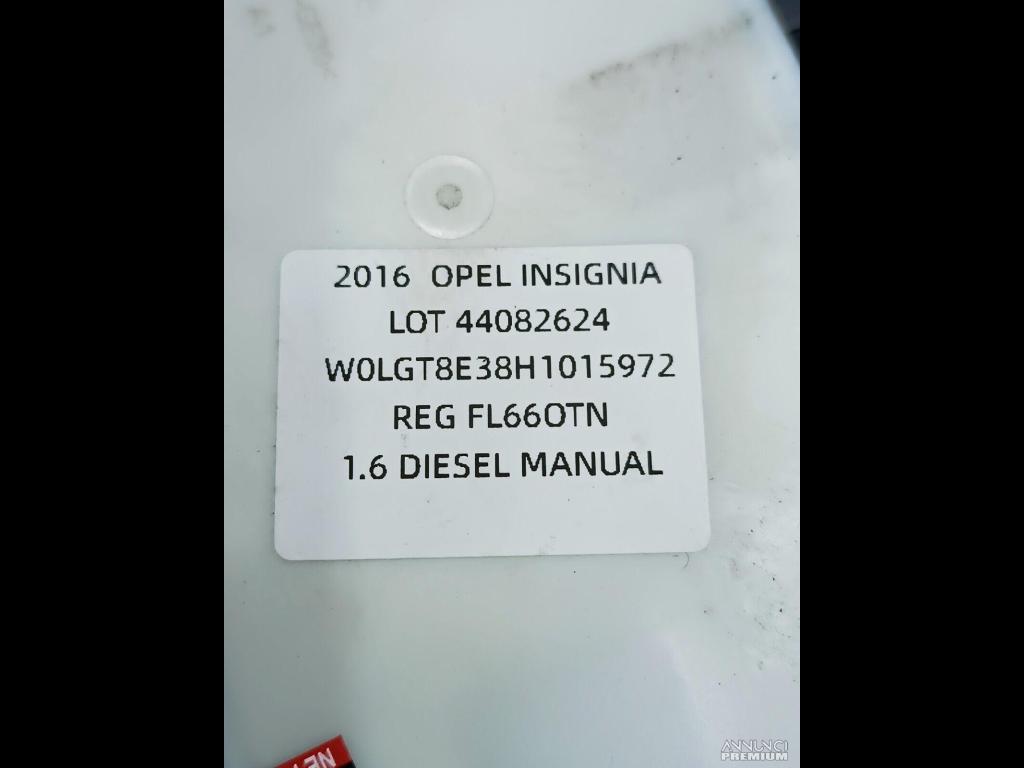 2016 OPEL INSIGNIA
LOT 44082624
W0LGT8E38H1015972
REG FL66OTN
1.6 DIESEL MANUAL
ANNUNCI
PREMIUM